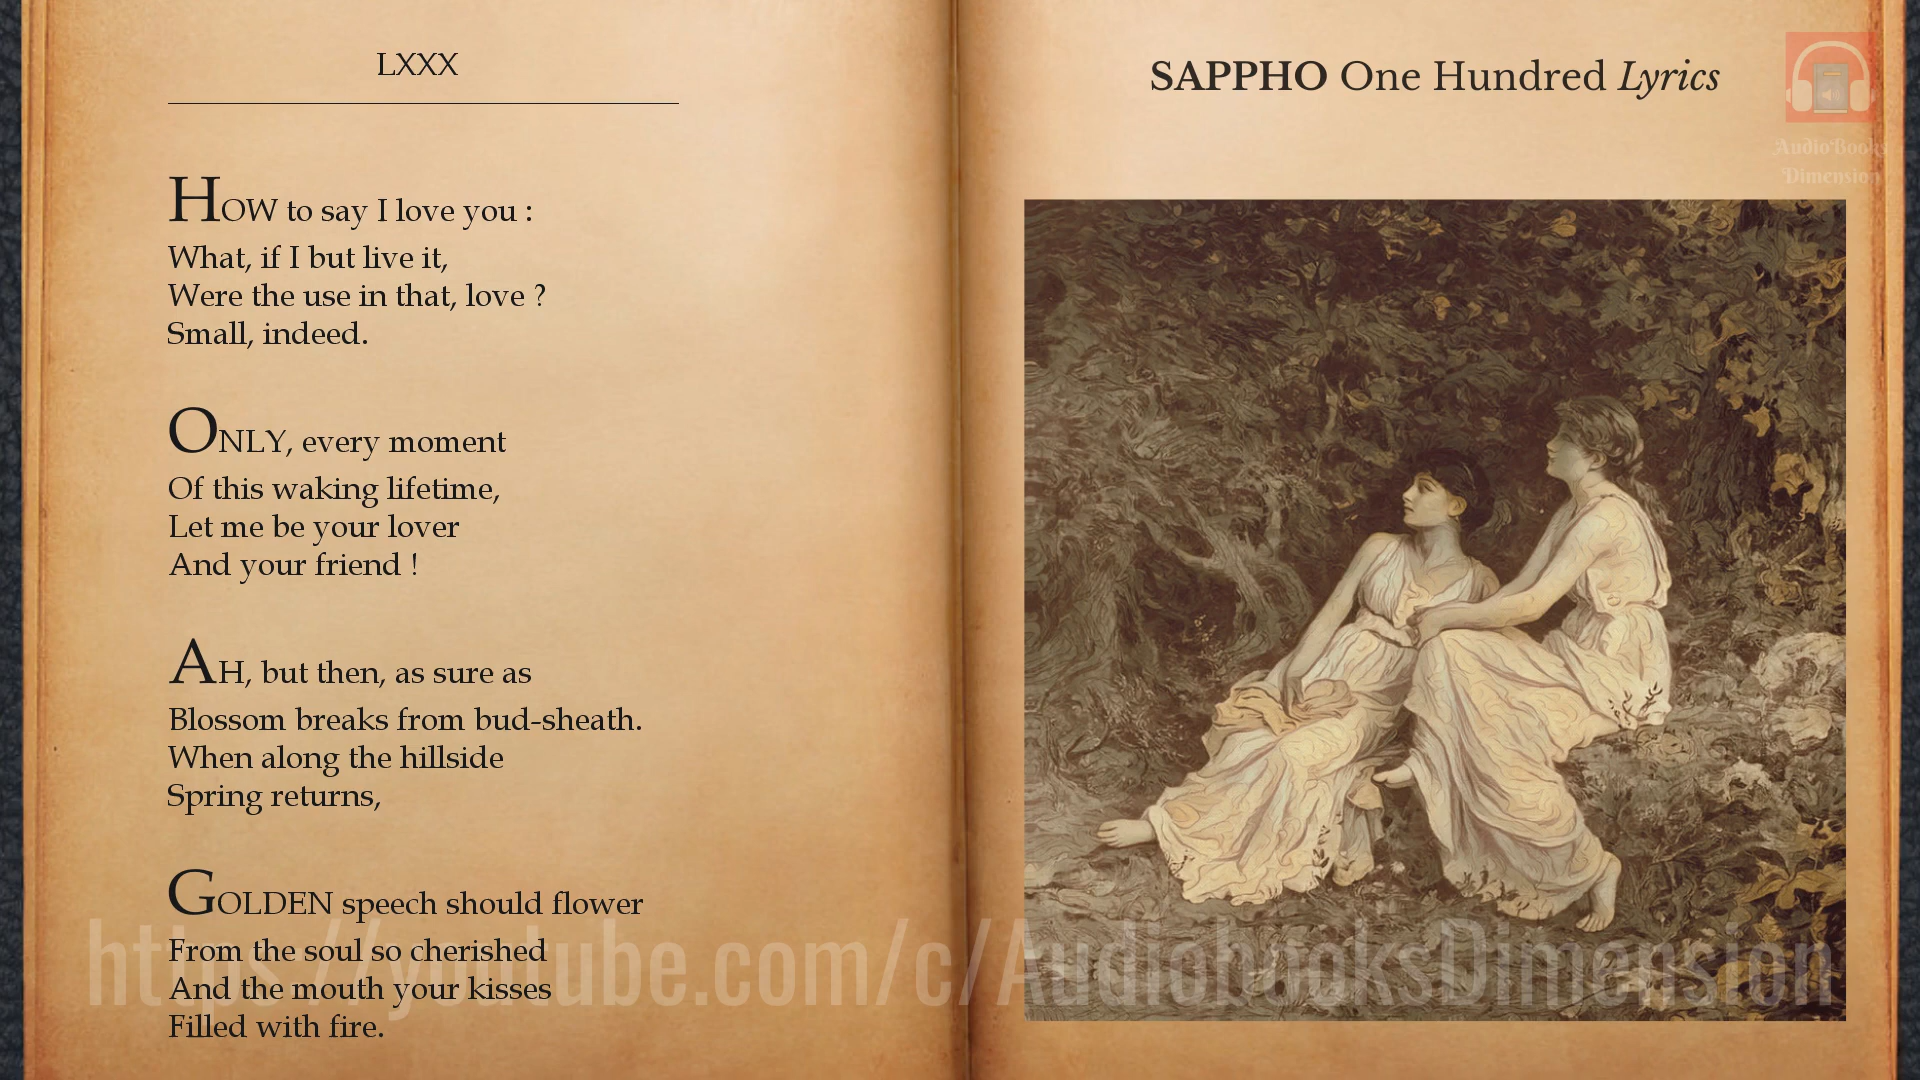 LXXX
HOW to say I love you :
What, if I but live it,
Were the use in that, love ?
Small, indeed.
ONLY, every moment
Of this waking lifetime,
Let me be your lover
And your friend !
AH, but then, as sure as
Blossom breaks from bud-sheath.
When along the hillside
Spring returns,
GOLDEN speech should flower
From the soul so cherished
And the mouth your kisses
Filled with fire.
SAPPHO One Hundred Lyrics
AudioBooks
Dimension
https://youtube.com/c/AudiobooksDimension